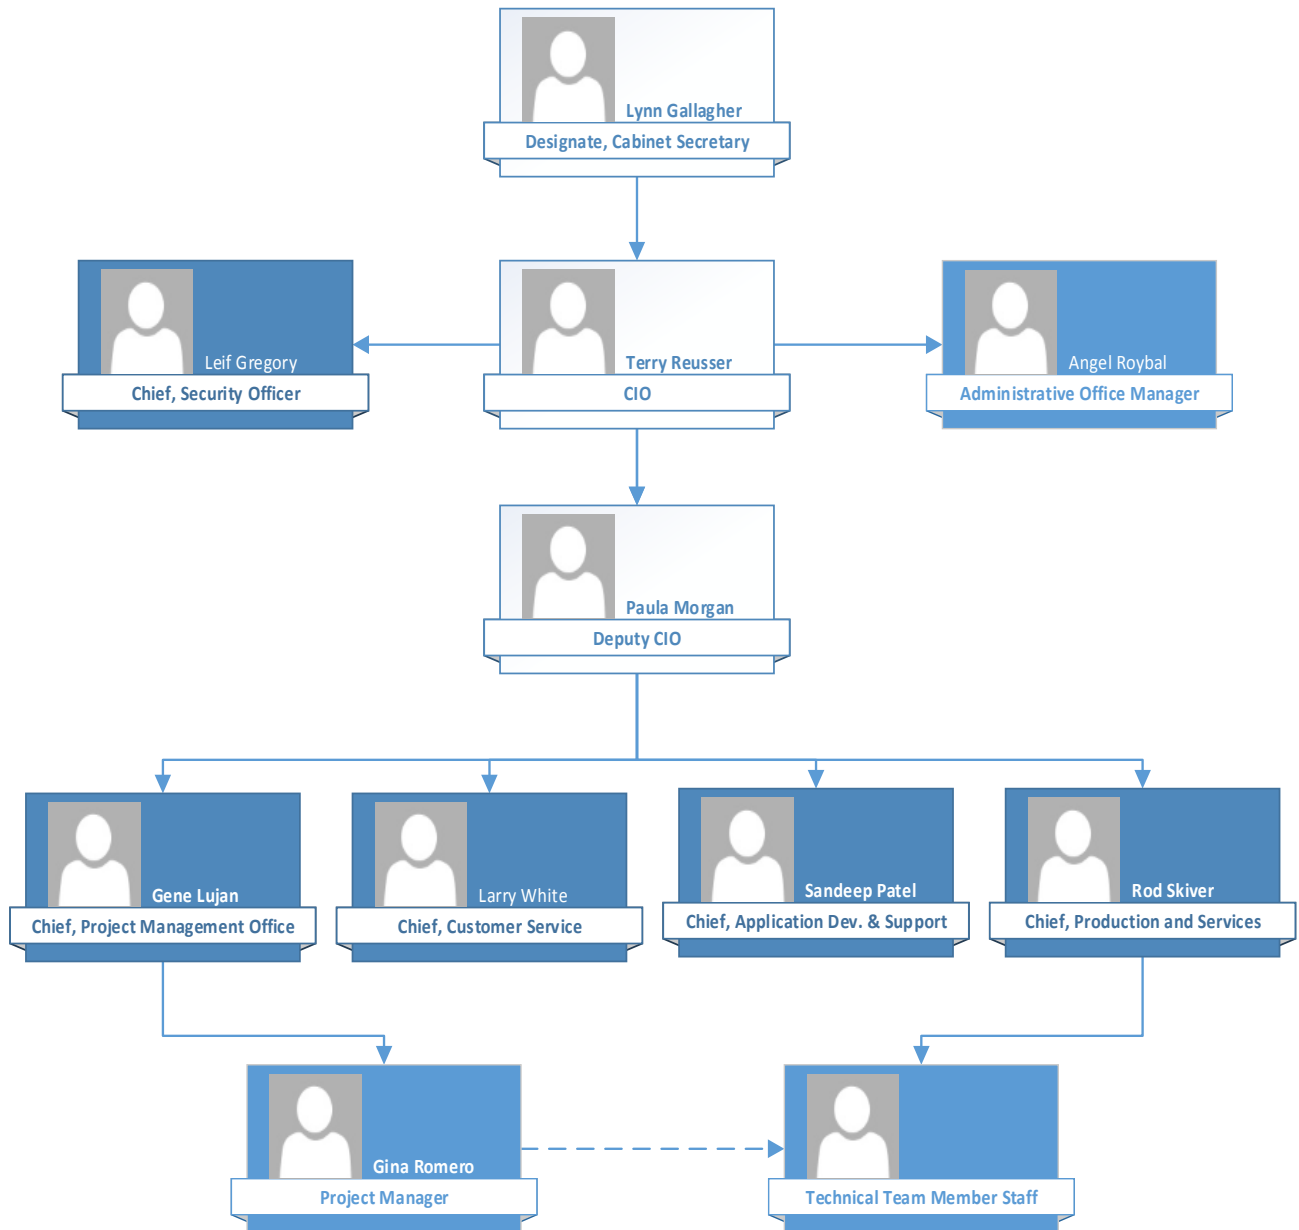 Lynn Gallagher
Designate, Cabinet Secretary
Leif Gregory
Chief, Security Officer
Terry Reusser
CIO
Angel Roybal
Administrative Office Manager
Paula Morgan
Deputy CIO
Gene Lujan
Chief, Project Management Office
Larry White
Chief, Customer Service
Sandeep Patel
Chief, Application Dev. & Support
Rod Skiver
Chief, Production and Services
Gina Romero
Project Manager
Technical Team Member Staff